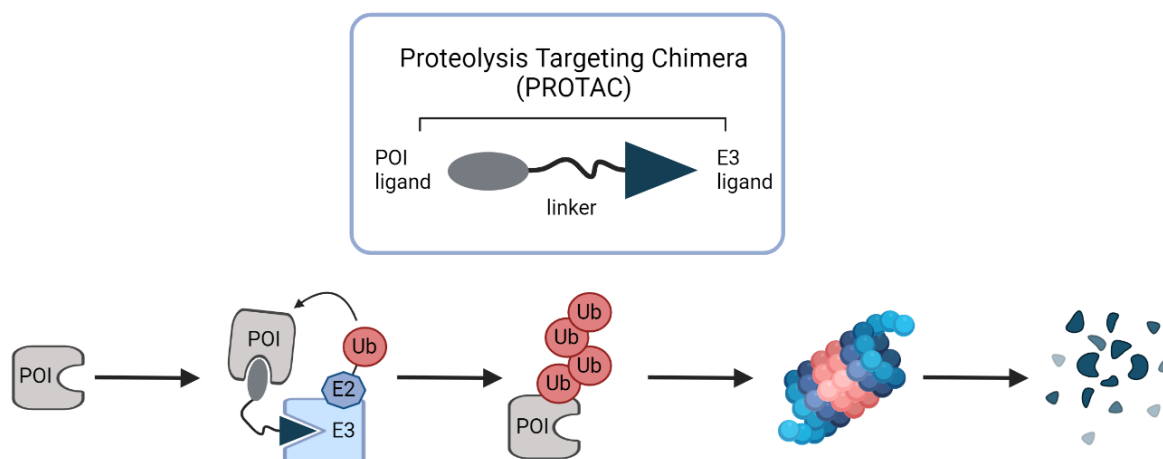 Proteolysis Targeting Chimera
(PROTAC)
POI
ligand
linker
E3
ligand
POI
POI
Ub
E2
E3
Ub
Ub
Ub
Ub
POI